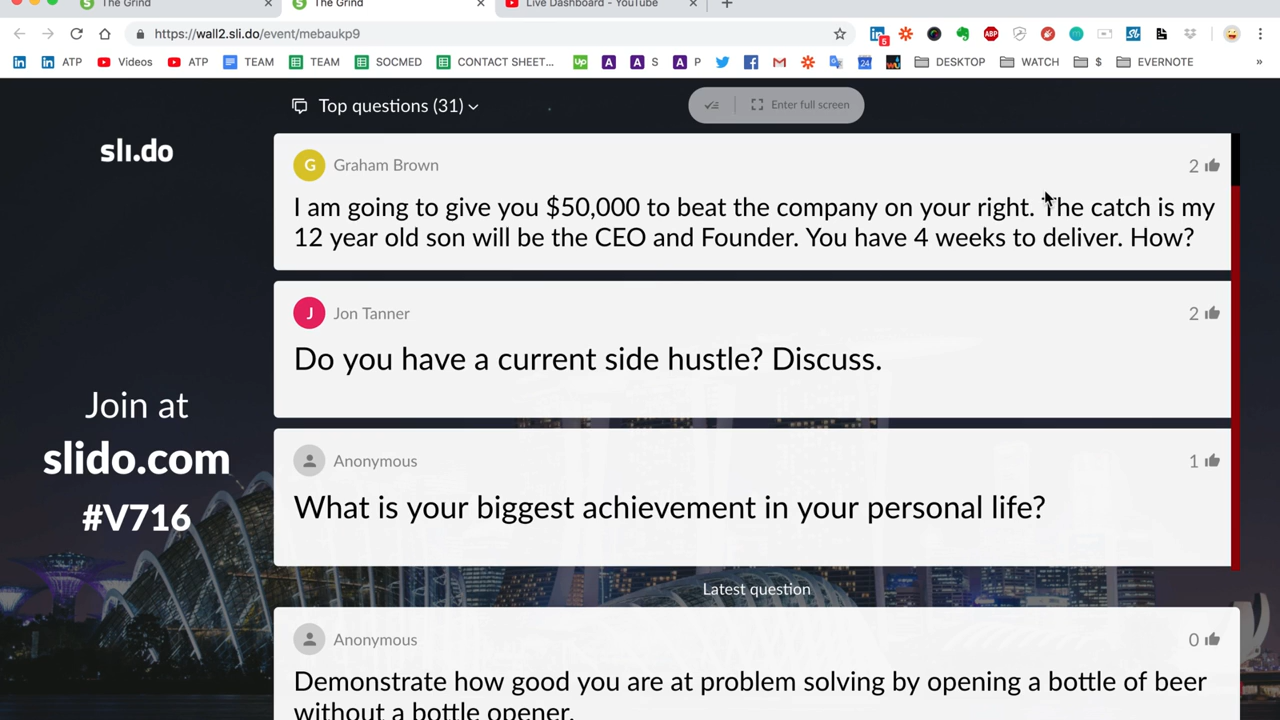 The Grind
The Grind
Live Dashboard - YouTube
https://wall2.sli.do/event/mebaukp9
5
ABP
ATP
Videos
ATP
TEAM
TEAM
SOCMED
CONTACT SHEET...
up
A
A S
A P
24
DESKTOP
WATCH
$
EVERNOTE
»
Top questions (31)
Enter full screen
sli.do
G
Graham Brown
2
I am going to give you $50,000 to beat the company on your right. The catch is my
12 year old son will be the CEO and Founder. You have 4 weeks to deliver. How?
J
Jon Tanner
2
Do you have a current side hustle? Discuss.
Join at
slido.com
#V716
Anonymous
1
What is your biggest achievement in your personal life?
Latest question
Anonymous
0
Demonstrate how good you are at problem solving by opening a bottle of beer
without a bottle opener.